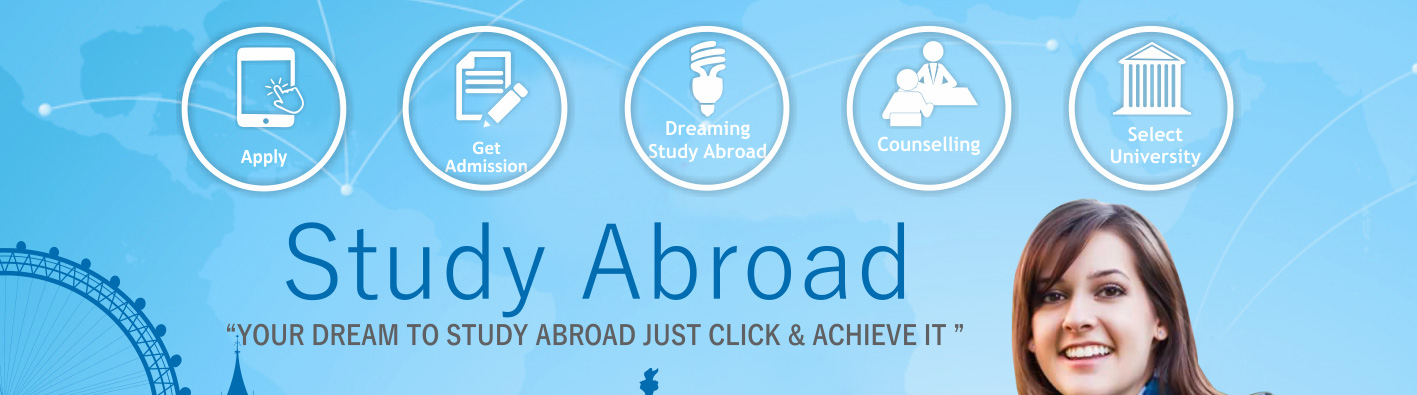 Apply
Get
Admission
Dreaming
Study Abroad
Counselling
Select
University
Study Abroad
“YOUR DREAM TO STUDY ABROAD JUST CLICK & ACHIEVE IT ”